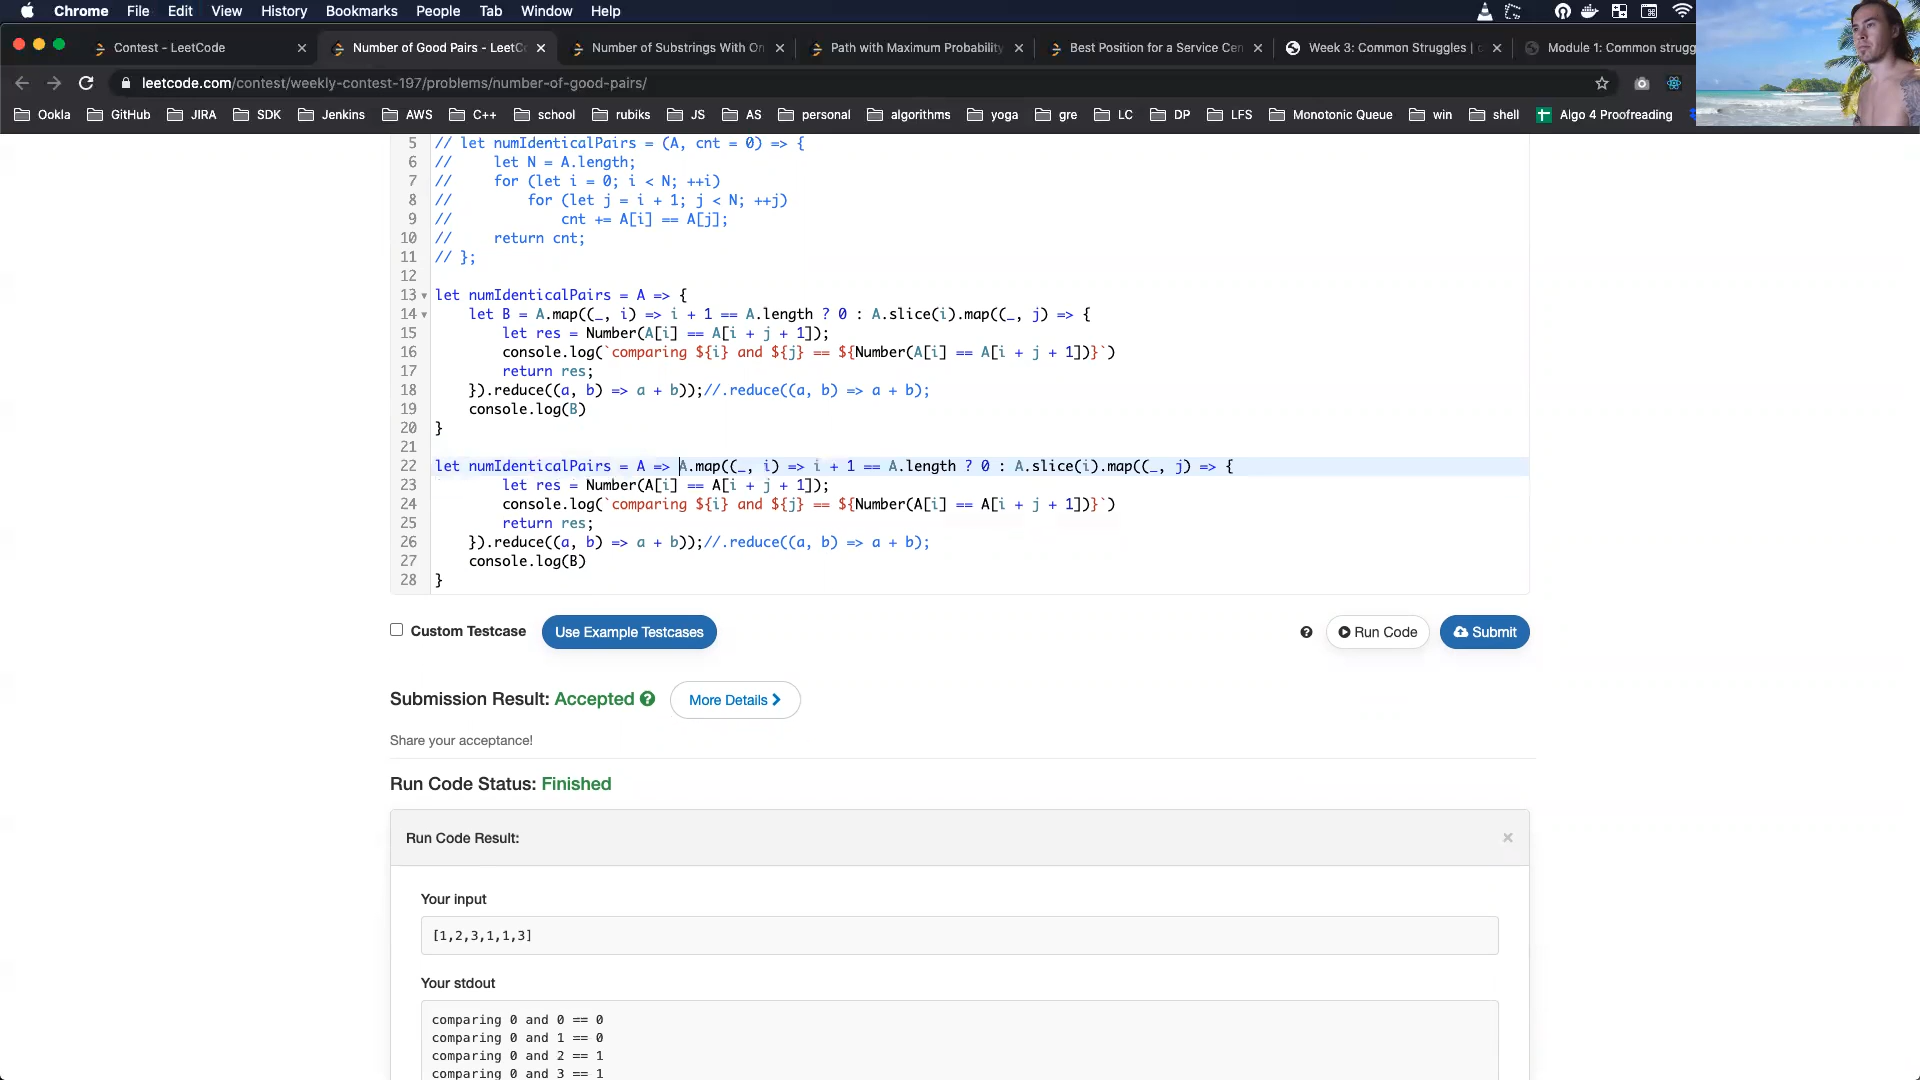 Chrome File Edit View History Bookmarks People Tab Window Help
Contest - LeetCode
Number of Good Pairs - LeetC
Number of Substrings With On
Path with Maximum Probability
Best Position for a Service Cen
Week 3: Common Struggles | c
Module 1: Common strugg
leetcode.com/contest/weekly-contest-197/problems/number-of-good-pairs/
Ookla GitHub JIRA SDK Jenkins AWS C++ school rubiks JS AS personal algorithms yoga gre LC DP LFS Monotonic Queue win shell Algo 4 Proofreading
5 // let numIdenticalPairs = (A, cnt = 0) => {
6 // let N = A.length;
7 // for (let i = 0; i < N; ++i)
8 // for (let j = i + 1; j < N; ++j)
9 // cnt += A[i] == A[j];
10 // return cnt;
11 // };
12
13 let numIdenticalPairs = A => {
14 let B = A.map((_, i) => i + 1 == A.length ? 0 : A.slice(i).map((_, j) => {
15 let res = Number(A[i] == A[i + j + 1]);
16 console.log(`comparing ${i} and ${j} == ${Number(A[i] == A[i + j + 1])}`)
17 return res;
18 }).reduce((a, b) => a + b));//.reduce((a, b) => a + b);
19 console.log(B)
20 }
21
22 let numIdenticalPairs = A => A.map((_, i) => i + 1 == A.length ? 0 : A.slice(i).map((_, j) => {
23 let res = Number(A[i] == A[i + j + 1]);
24 console.log(`comparing ${i} and ${j} == ${Number(A[i] == A[i + j + 1])}`)
25 return res;
26 }).reduce((a, b) => a + b));//.reduce((a, b) => a + b);
27 console.log(B)
28 }
Custom Testcase Use Example Testcases Run Code Submit
Submission Result: Accepted More Details
Share your acceptance!
Run Code Status: Finished
Run Code Result:
Your input
[1,2,3,1,1,3]
Your stdout
comparing 0 and 0 == 0
comparing 0 and 1 == 0
comparing 0 and 2 == 1
comparing 0 and 3 == 1